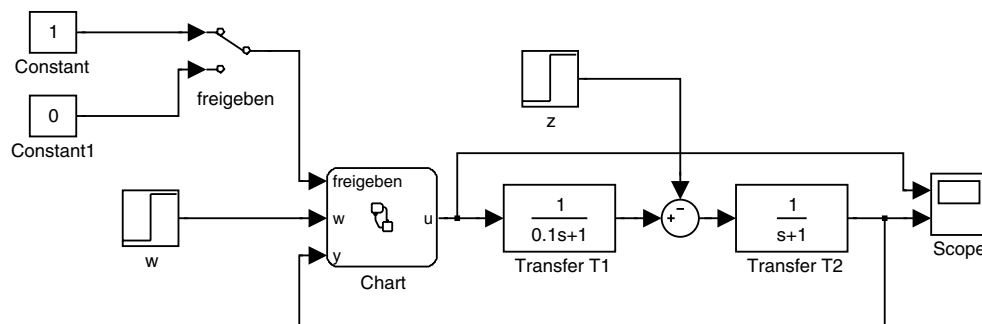 1
Constant
0
Constant1
freigeben
w
z
freigeben
w
y
u
Chart
1
0.1s+1
Transfer T1
+
−
1
s+1
Transfer T2
Scope